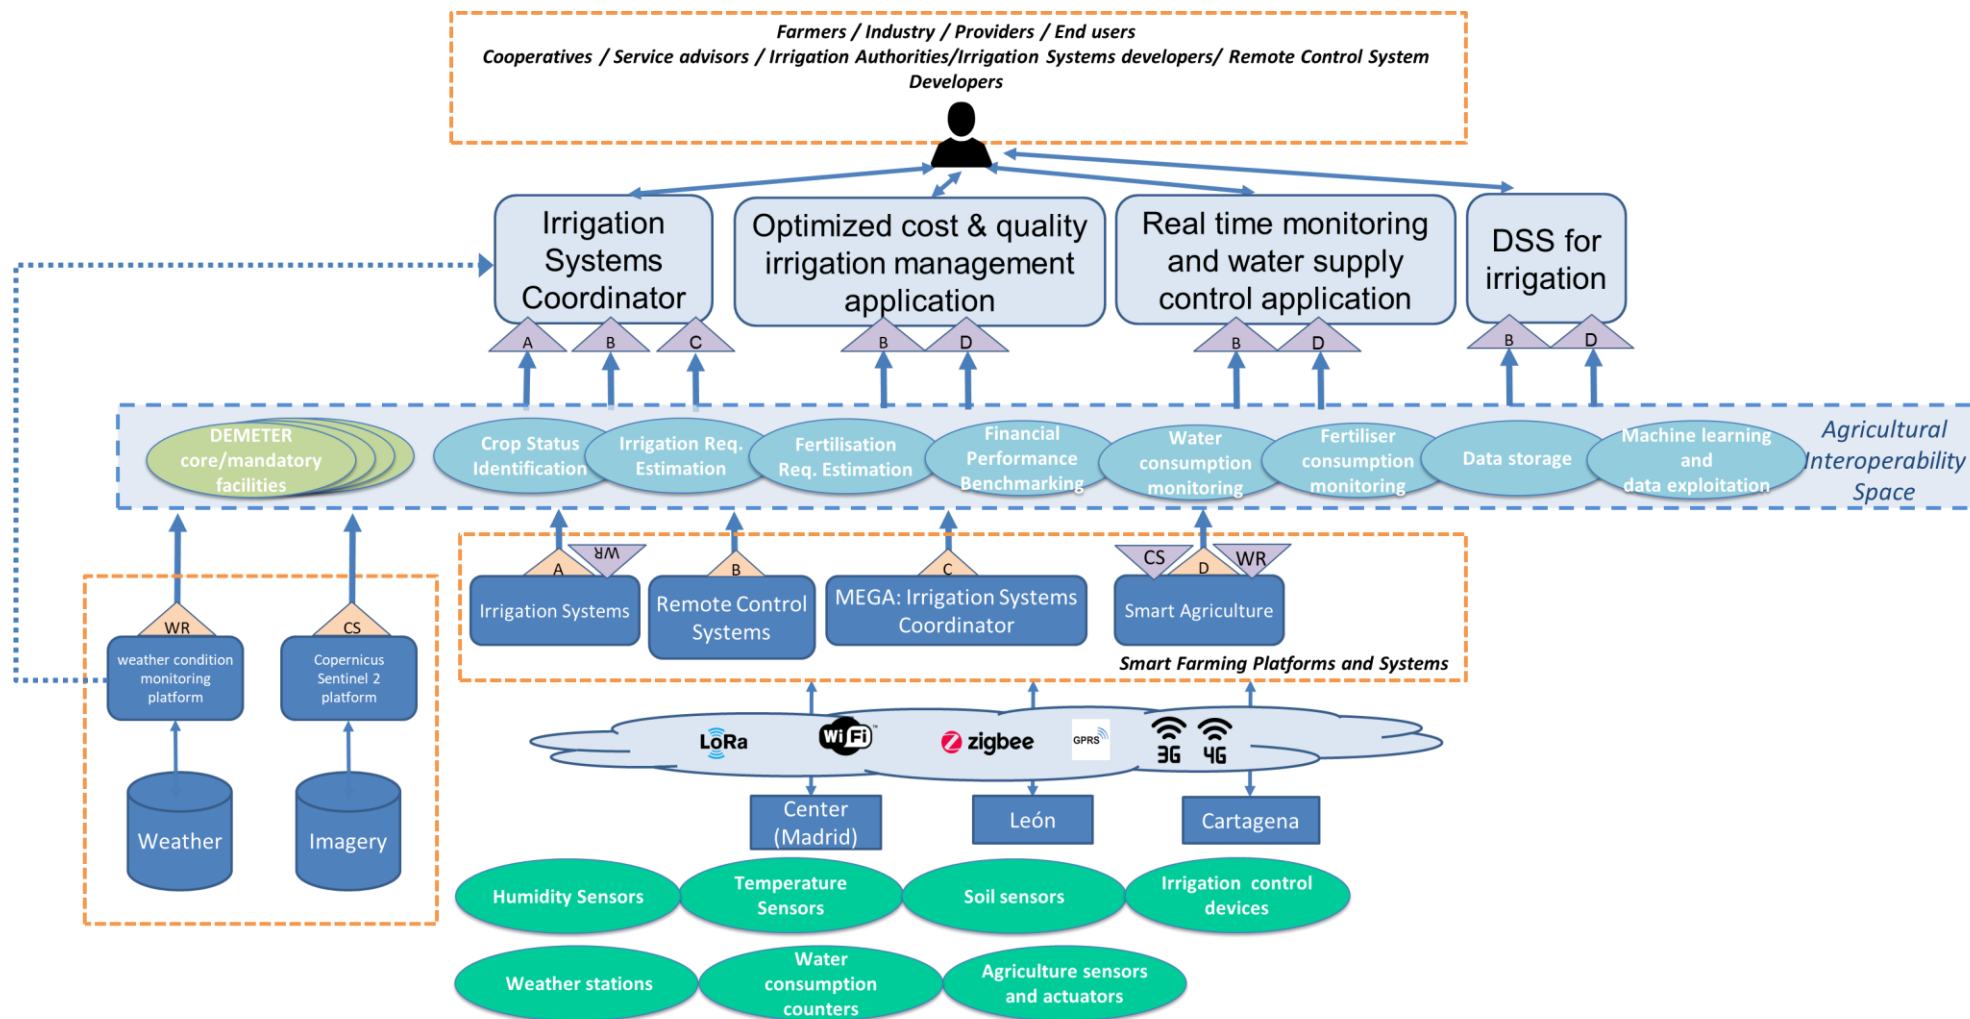 Farmers / Industry / Providers / End users
Cooperatives / Service advisors / Irrigation Authorities/Irrigation Systems developers/ Remote Control System
Developers
Irrigation
Systems
Coordinator
Optimized cost & quality
irrigation management
application
Real time monitoring
and water supply
control application
DSS for
irrigation
A
B
C
B
D
B
D
B
D
DEMETER
core/mandatory
facilities
Crop Status
Identification
Irrigation Req.
Estimation
Fertilisation
Req. Estimation
Financial
Performance
Benchmarking
Water
consumption
monitoring
Fertiliser
consumption
monitoring
Data storage
Machine learning
and
data exploitation
Agricultural
Interoperability
Space
WR
CS
A
WR
B
C
CS
D
WR
weather condition
monitoring
platform
Copernicus
Sentinel 2
platform
Irrigation Systems
Remote Control
Systems
MEGA: Irrigation Systems
Coordinator
Smart Agriculture
Smart Farming Platforms and Systems
LoRa
WiFi™
zigbee
GPRS
3G
4G
Weather
Imagery
Center
(Madrid)
León
Cartagena
Humidity Sensors
Temperature
Sensors
Soil sensors
Irrigation control
devices
Weather stations
Water
consumption
counters
Agriculture sensors
and actuators